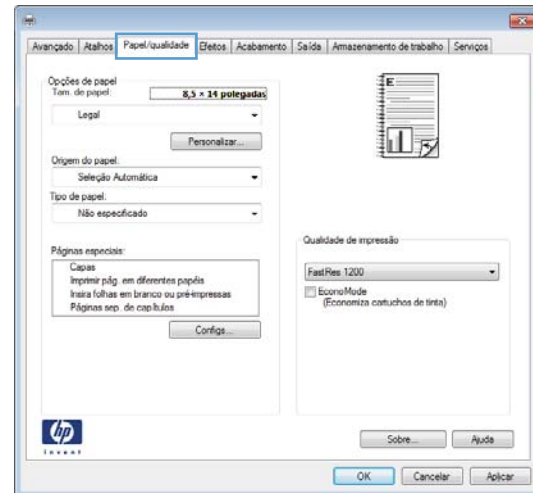 Avançado Atalhos Papel/qualidade Efeitos Acabamento Saída Armazenamento de trabalho Serviços
Opções de papel
Tam. de papel: 8,5 × 14 polegadas
Legal
Personalizar...
Origem do papel:
Seleção Automática
Tipo de papel:
Não especificado
Páginas especiais:
Capas
Imprimir pág. em diferentes papéis
Insira folhas em branco ou pré-impressas
Páginas sep. de capítulos
Configs...
E
Qualidade de impressão
FastRes 1200
EconoMode
(Economiza cartuchos de tinta)
hp
invent
Sobre... Ajuda
OK Cancelar Aplicar